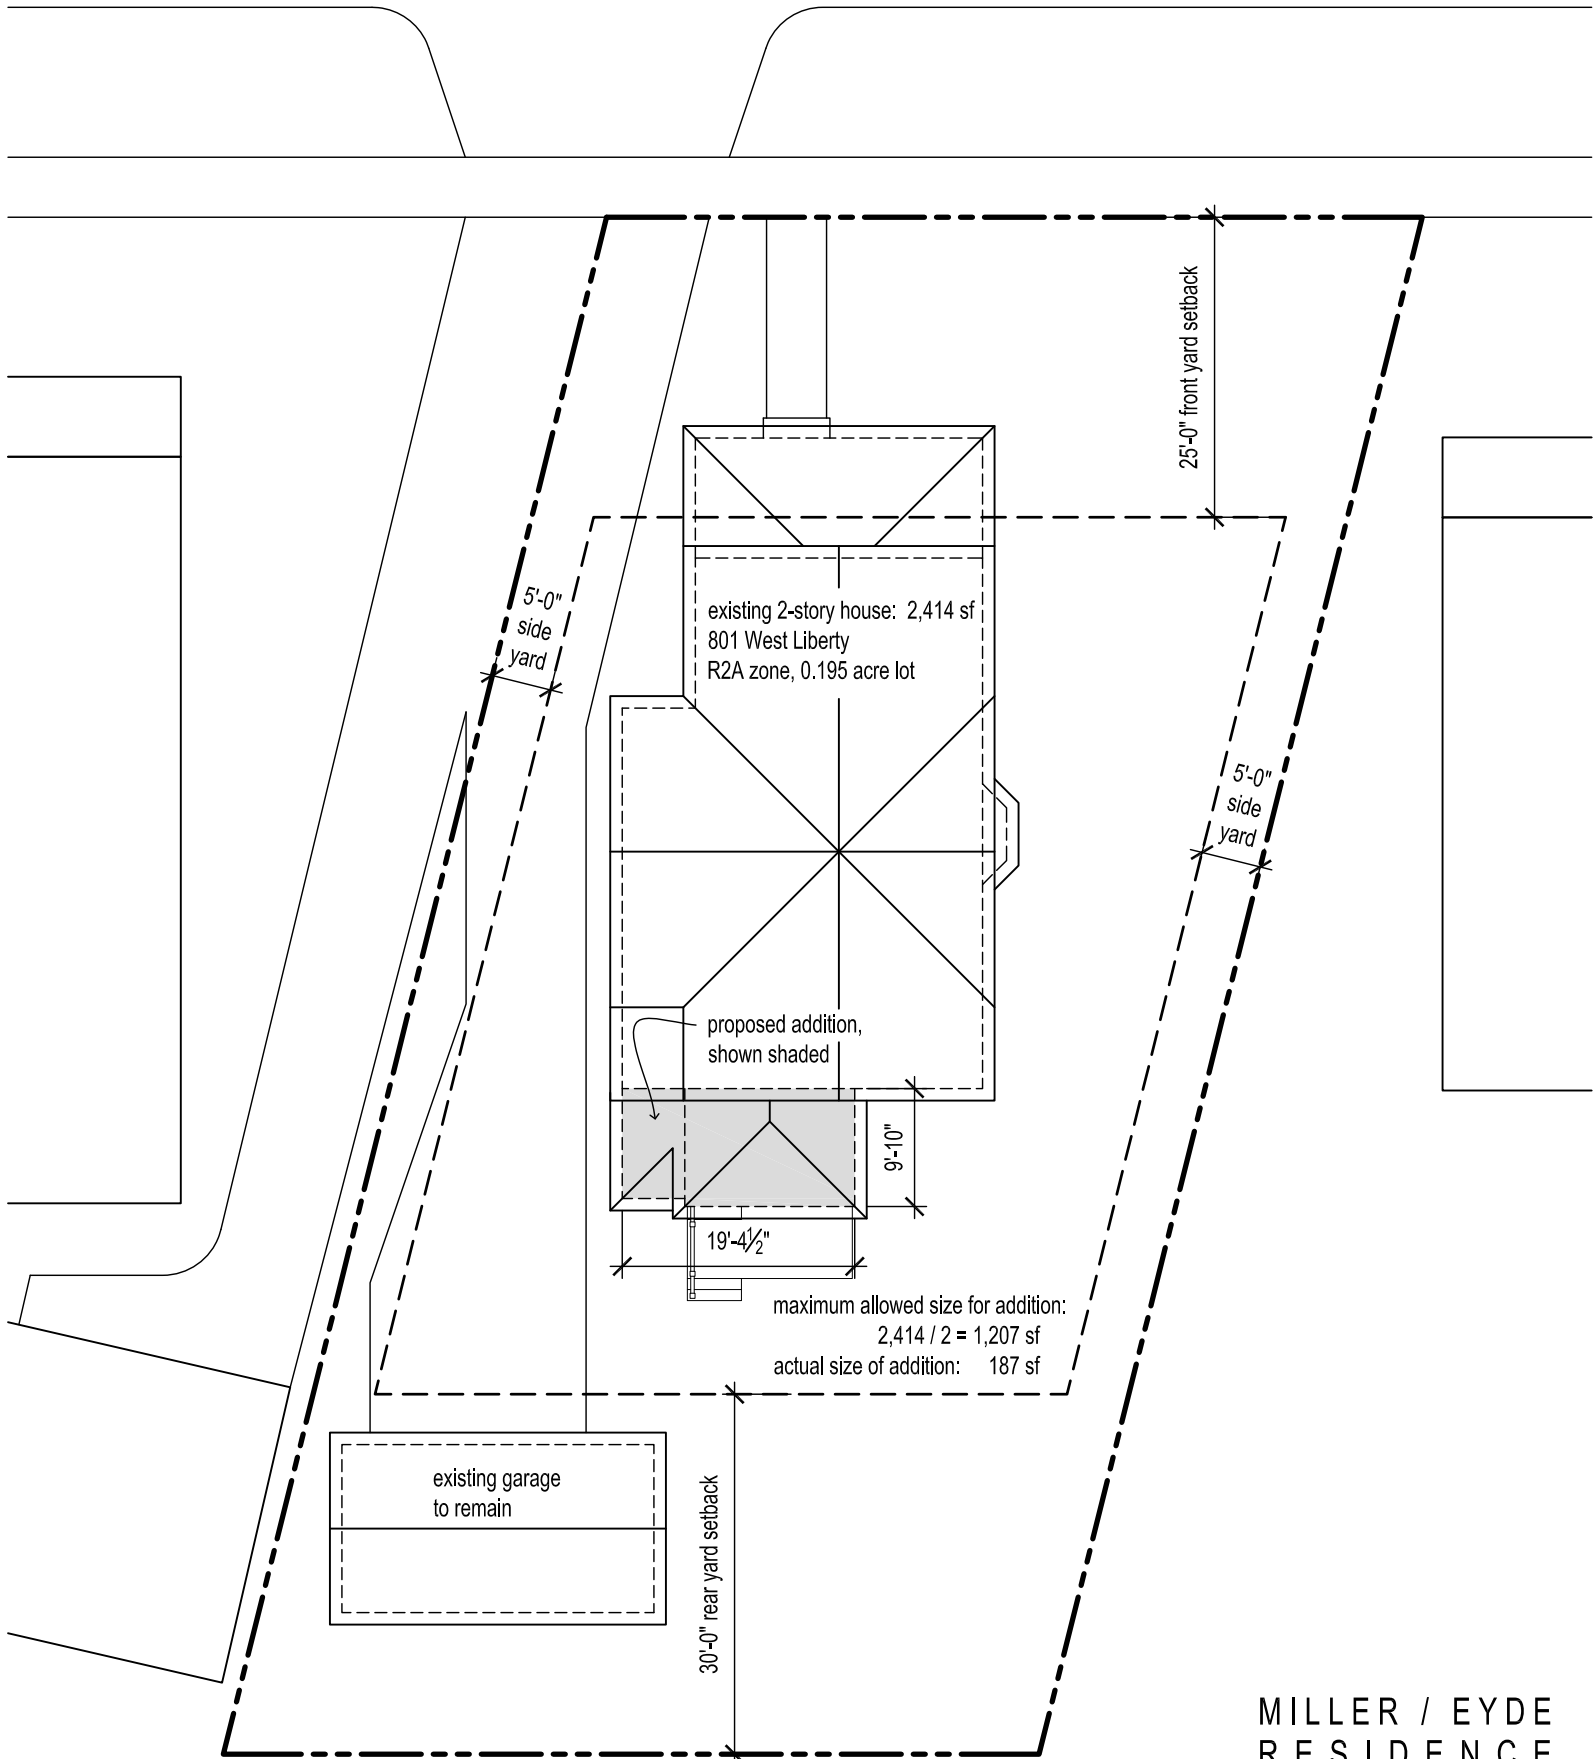 25'-0" front yard setback
5'-0"
side
yard
existing 2-story house: 2,414 sf
801 West Liberty
R2A zone, 0.195 acre lot
5'-0"
side
yard
proposed addition,
shown shaded
9'-10"
19'-4½"
maximum allowed size for addition:
2,414 / 2 = 1,207 sf
actual size of addition: 187 sf
existing garage
to remain
30'-0" rear yard setback
MILLER / EYDE
RESIDENCE